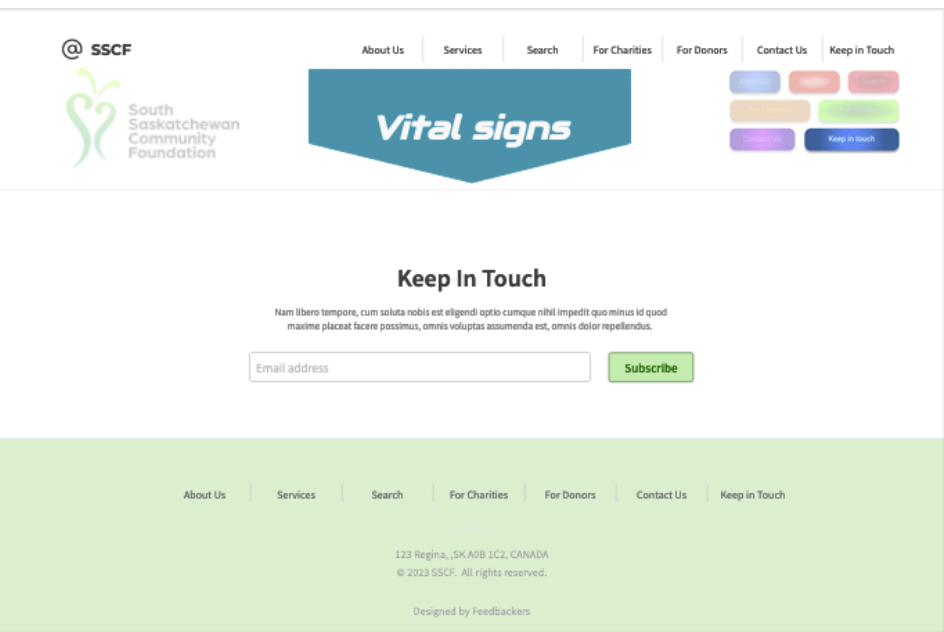 @ SSCF
About Us Services Search For Charities For Donors Contact Us Keep in Touch
South
Saskatchewan
Community
Foundation
Vital signs
Contact Us Keep in touch
Keep In Touch
Nam libero tempore, cum soluta nobis est eligendi optio cumque nihil impedit quo minus id quod
maxime placeat facere possimus, omnis voluptas assumenda est, omnis dolor repellendus.
Email address Subscribe
About Us Services Search For Charities For Donors Contact Us Keep in Touch
123 Regina, ,SK A0B 1C2, CANADA
© 2023 SSCF. All rights reserved.
Designed by Feedbackers